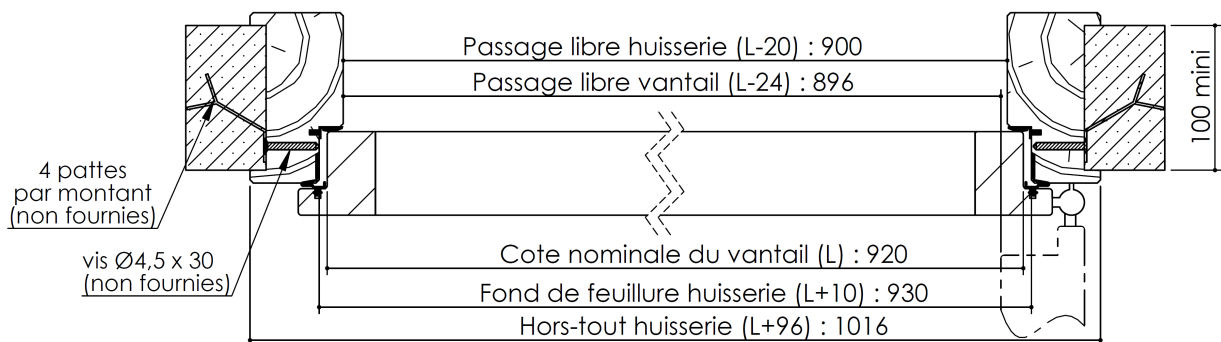 Passage libre huisserie (L-20) : 900
Passage libre vantail (L-24) : 896
100 mini
4 pattes
par montant
(non fournies)
vis Ø4,5 x 30
(non fournies)
Cote nominale du vantail (L) : 920
Fond de feuillure huisserie (L+10) : 930
Hors-tout huisserie (L+96) : 1016